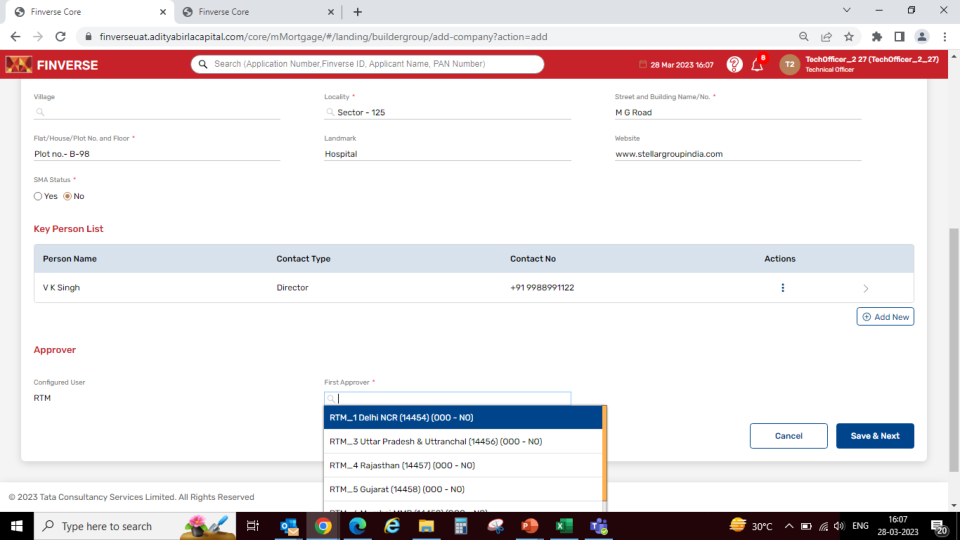 Finverse Core
Finverse Core
finverseuat.adityabirlacapital.com/core/mMortgage/#/landing/buildergroup/add-company?action=add
FINVERSE
Search (Application Number,Finverse ID, Applicant Name, PAN Number)
28 Mar 2023 16:07
8
T2
TechOfficer_2 27 (TechOfficer_2_27)
Technical Officer
Village
Locality *
Street and Building Name/No. *
Sector - 125
M G Road
Flat/House/Plot No. and Floor *
Landmark
Website
Plot no.- B-98
Hospital
www.stellargroupindia.com
SMA Status *
Yes
No
Key Person List
Person Name
Contact Type
Contact No
Actions
V K Singh
Director
+91 9988991122
Add New
Approver
Configured User
First Approver *
RTM
RTM_1 Delhi NCR (14454) (000 - NO)
RTM_3 Uttar Pradesh & Uttranchal (14456) (000 - NO)
RTM_4 Rajasthan (14457) (000 - NO)
RTM_5 Gujarat (14458) (000 - NO)
Cancel
Save & Next
© 2023 Tata Consultancy Services Limited. All Rights Reserved
Type here to search
30°C
ENG
16:07
28-03-2023
20